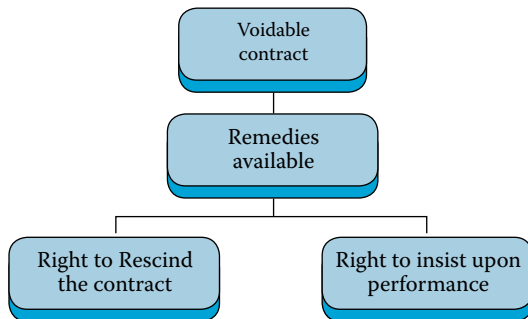 Voidable
contract
Remedies
available
Right to Rescind
the contract
Right to insist upon
performance